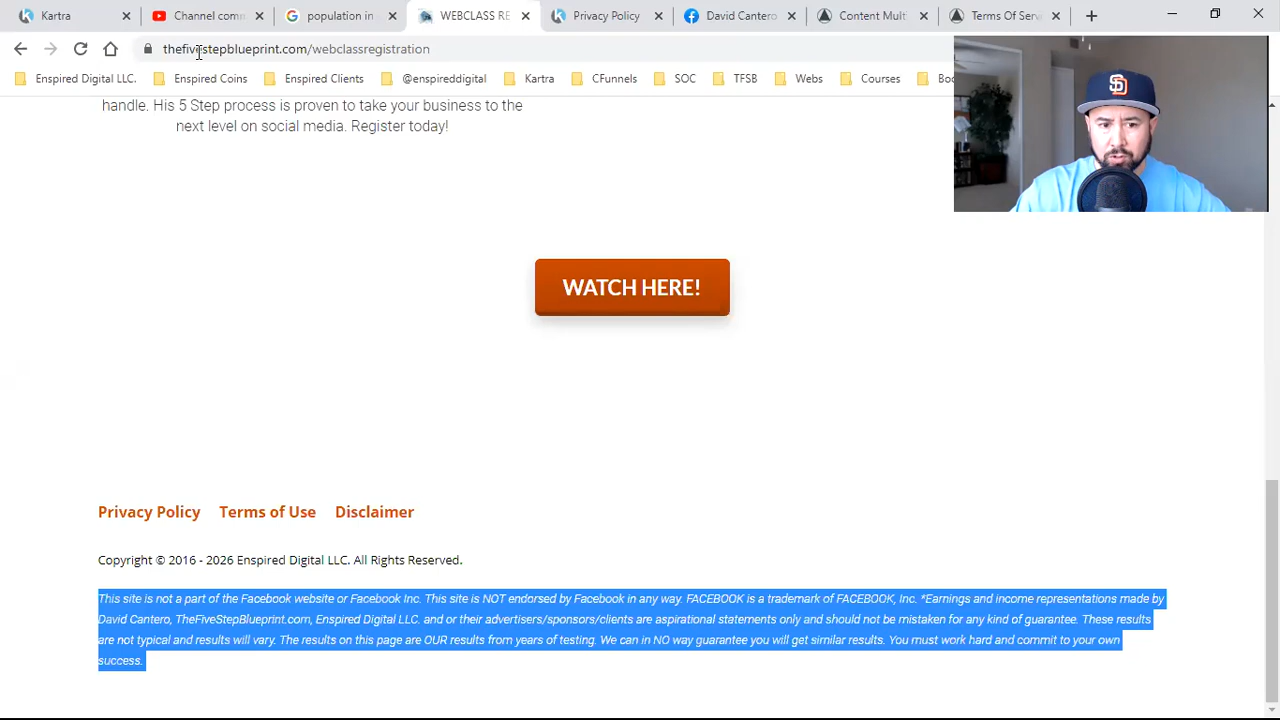 Kartra
Channel comm
population in
WEBCLASS RE
Privacy Policy
David Cantero
Content Mul
Terms Of Serv
thefivestepblueprint.com/webclassregistration
Enspired Digital LLC.
Enspired Coins
Enspired Clients
@enspireddigital
Kartra
CFunnels
SOC
TFSB
Webs
Courses
Boo
SD
handle. His 5 Step process is proven to take your business to the
next level on social media. Register today!
WATCH HERE!
Privacy Policy Terms of Use Disclaimer
Copyright © 2016 - 2026 Enspired Digital LLC. All Rights Reserved.
This site is not a part of the Facebook website or Facebook Inc. This site is NOT endorsed by Facebook in any way. FACEBOOK is a trademark of FACEBOOK, Inc. *Earnings and income representations made by
David Cantero, TheFiveStepBlueprint.com, Enspired Digital LLC. and or their advertisers/sponsors/clients are aspirational statements only and should not be mistaken for any kind of guarantee. These results
are not typical and results will vary. The results on this page are OUR results from years of testing. We can in NO way guarantee you will get similar results. You must work hard and commit to your own
success.